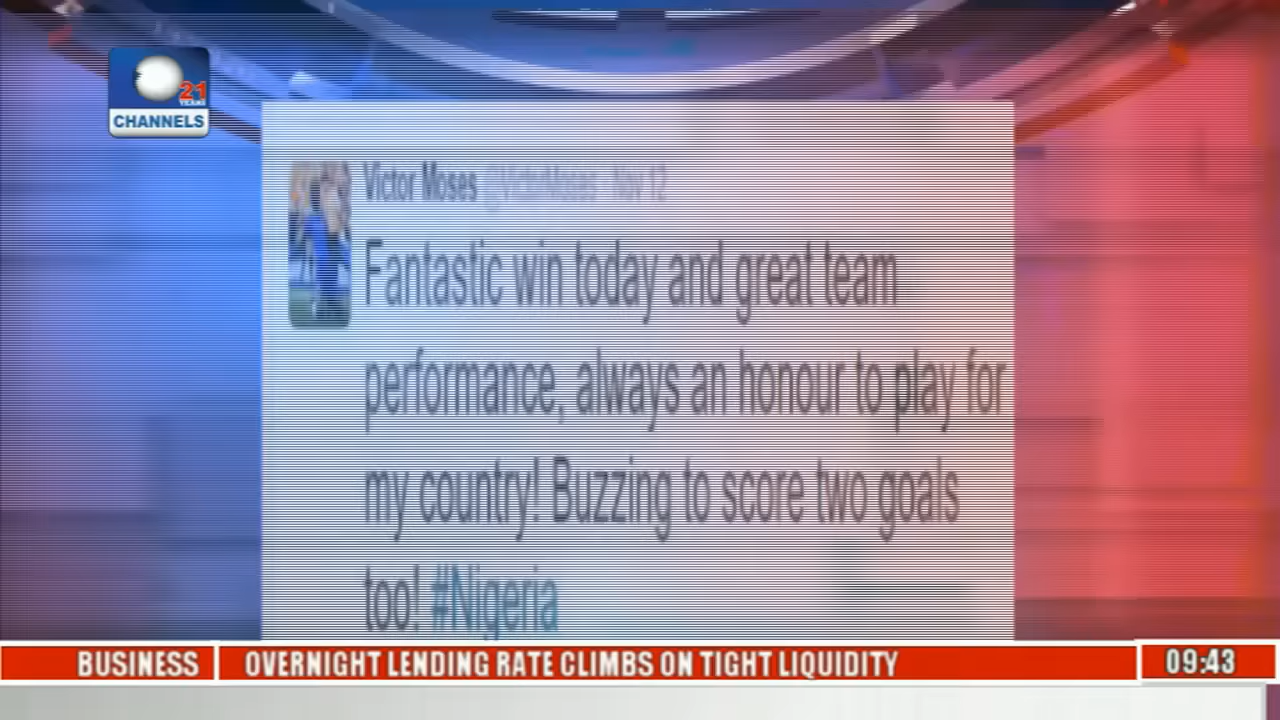 21
YEARS
CHANNELS
Victor Moses @VictorMoses · Nov 12
Fantastic win today and great team
performance, always an honour to play for
my country! Buzzing to score two goals
too! #Nigeria
BUSINESS
OVERNIGHT LENDING RATE CLIMBS ON TIGHT LIQUIDITY
09:43